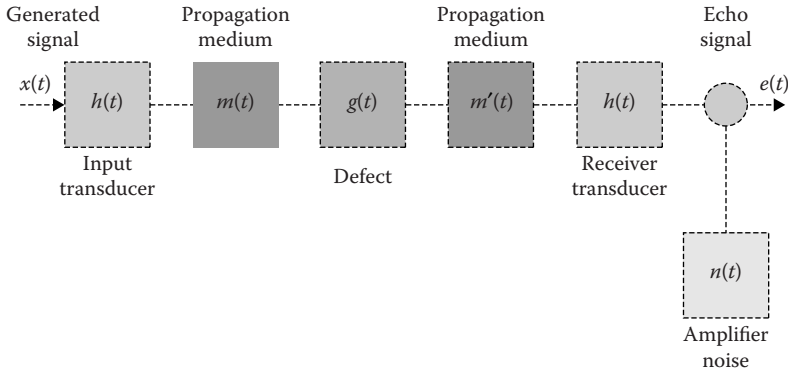 Generated
signal
Propagation
medium
Propagation
medium
Echo
signal
x(t)
h(t)
m(t)
g(t)
m′(t)
h(t)
e(t)
Input
transducer
Defect
Receiver
transducer
n(t)
Amplifier
noise